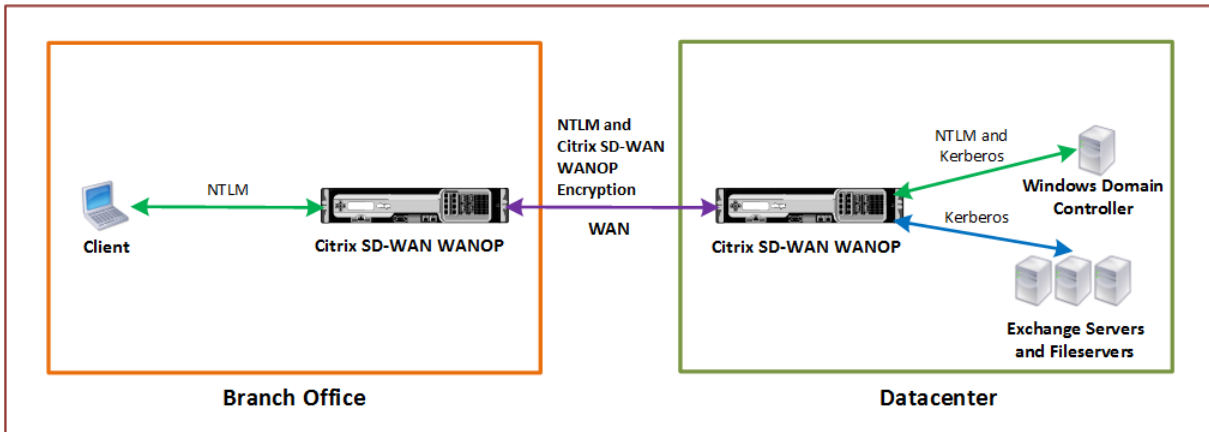 NTLM and
Citrix SD-WAN
WANOP
Encryption
WAN
NTLM
Client
Citrix SD-WAN WANOP
Citrix SD-WAN WANOP
NTLM and
Kerberos
Windows Domain
Controller
Kerberos
Exchange Servers
and Fileservers
Branch Office
Datacenter